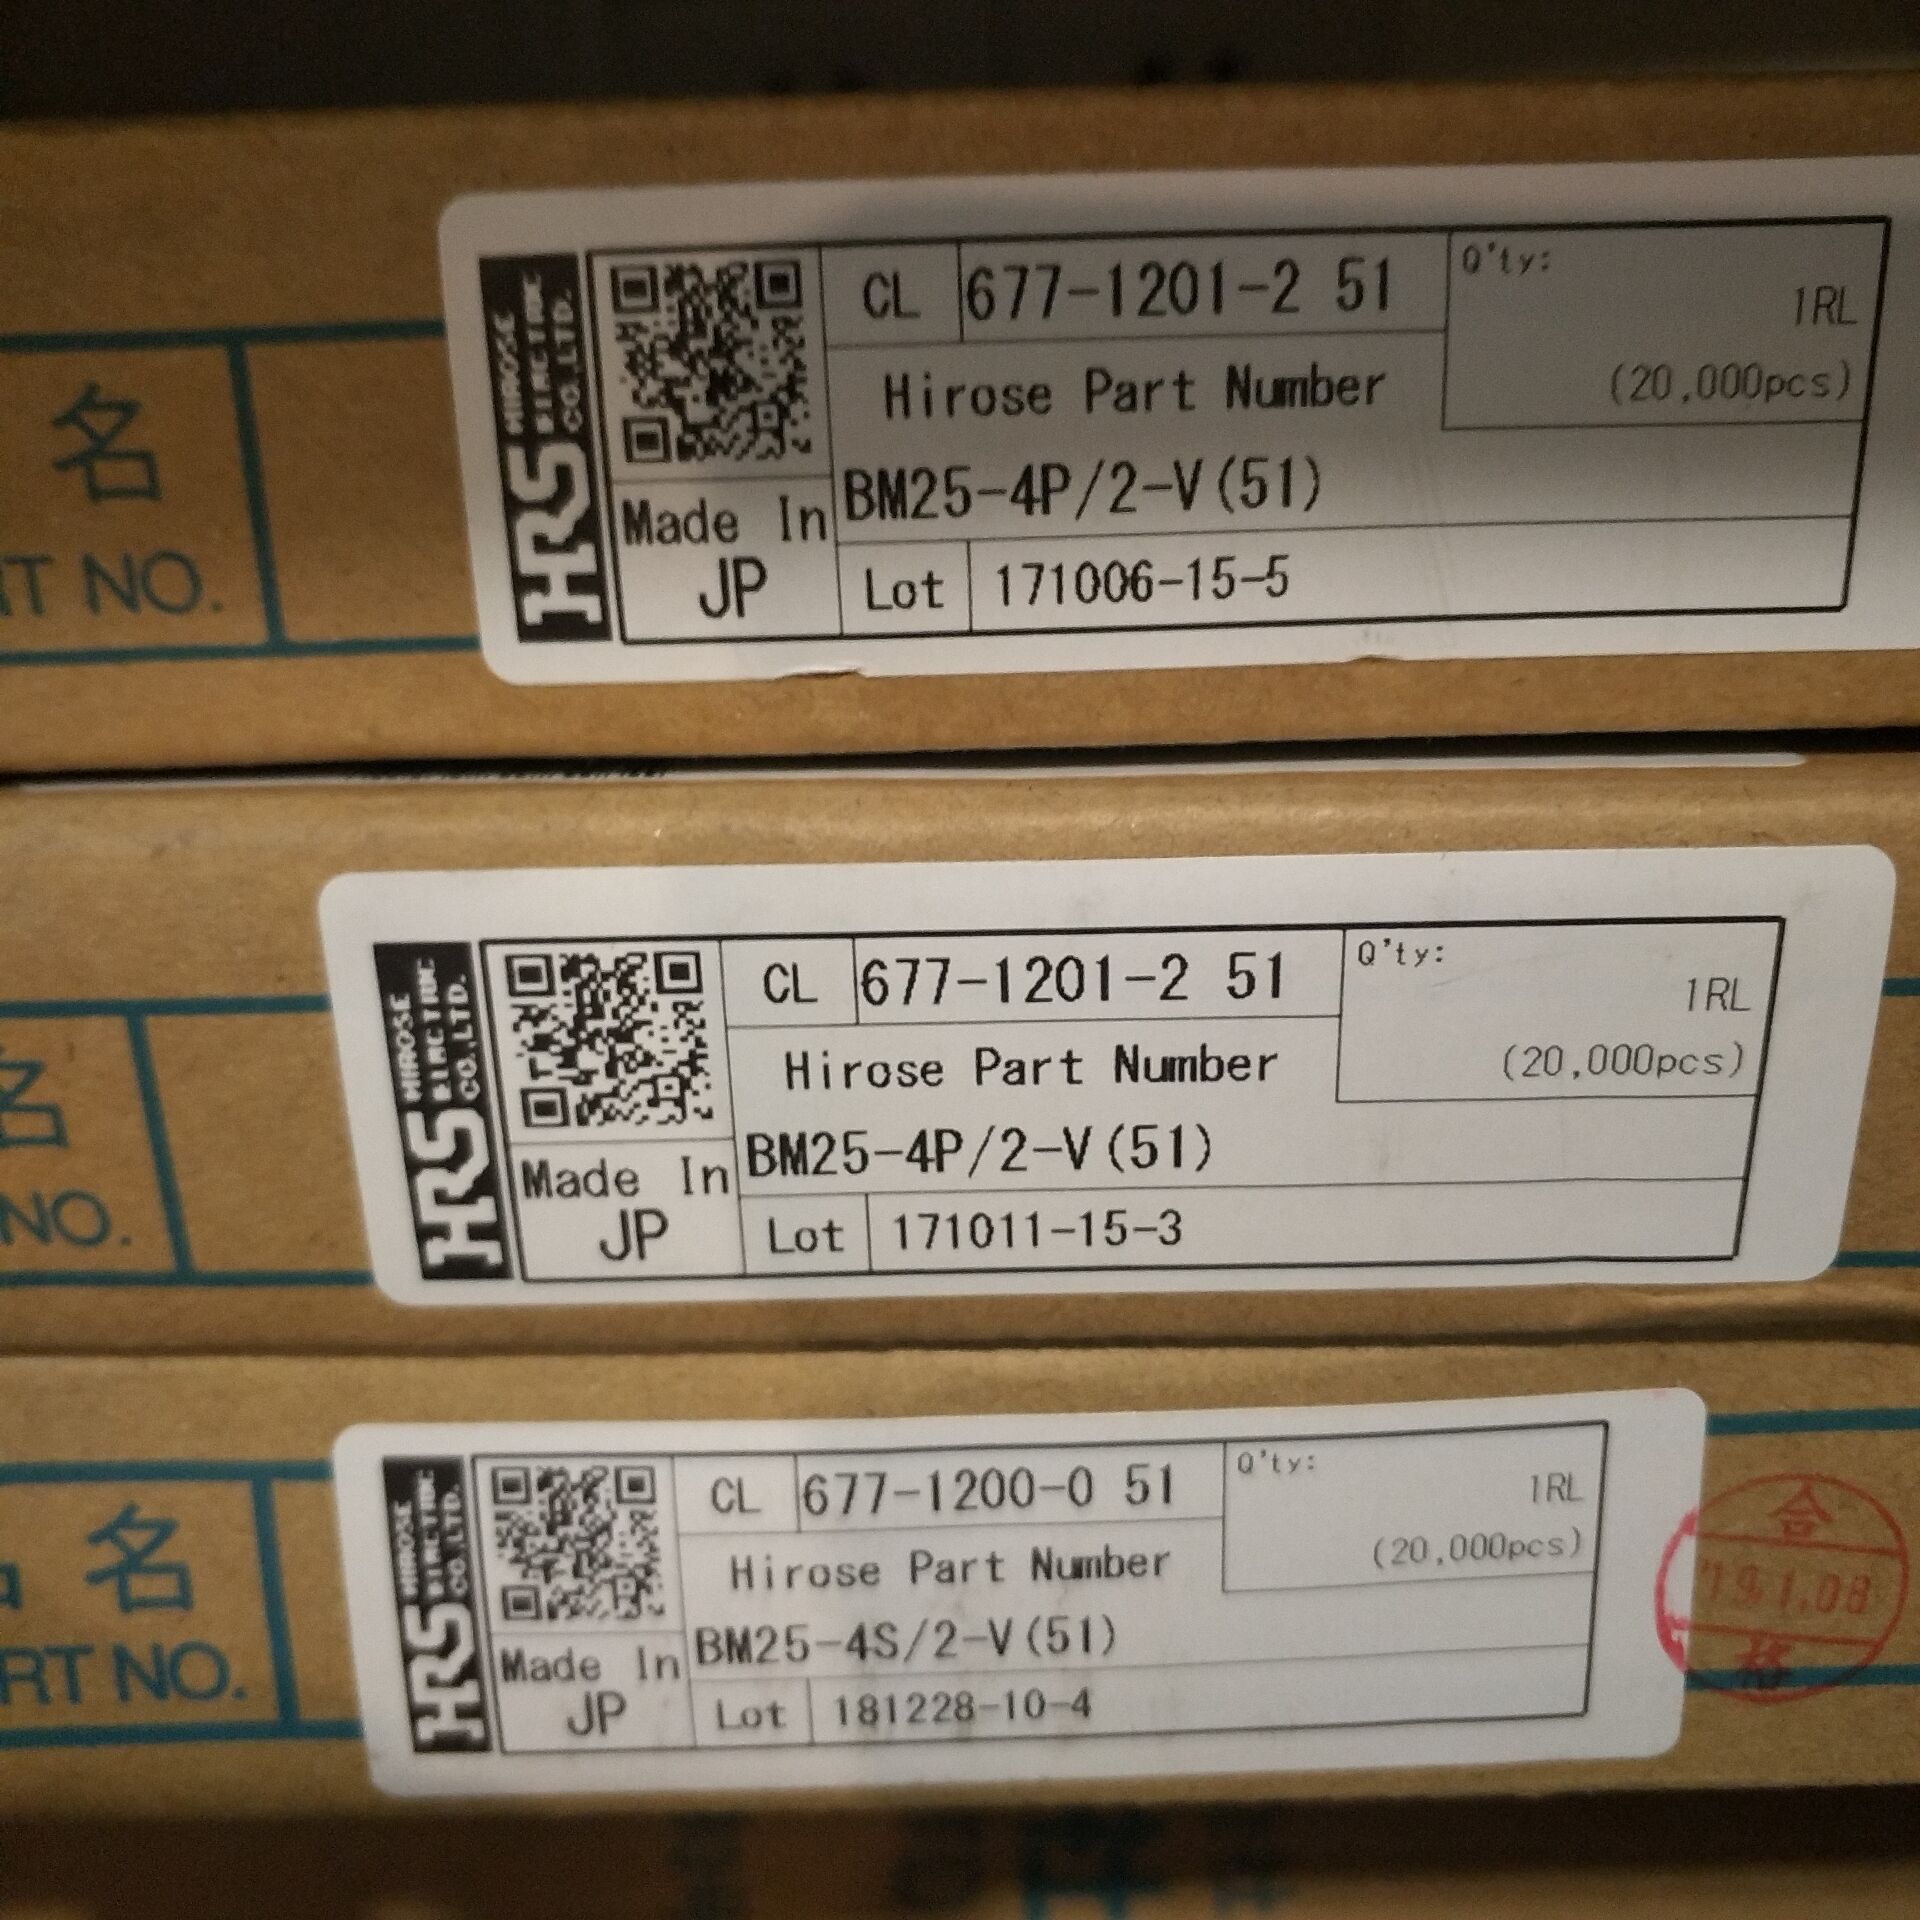 HIROSE
ELECTRIC
CO.,LTD.
HRS
CL 677-1201-2 51
Q'ty:
1RL
(20,000pcs)
Hirose Part Number
BM25-4P/2-V(51)
Made In
JP
Lot 171006-15-5
名
NO.
HIROSE
ELECTRIC
CO.,LTD.
HRS
CL 677-1201-2 51
Q'ty:
1RL
(20,000pcs)
Hirose Part Number
BM25-4P/2-V(51)
Made In
JP
Lot 171011-15-3
名
NO.
HIROSE
ELECTRIC
CO.,LTD.
HRS
CL 677-1200-0 51
Q'ty:
1RL
(20,000pcs)
Hirose Part Number
BM25-4S/2-V(51)
Made In
JP
Lot 181228-10-4
名
RT NO.
合
'19.1.08
格